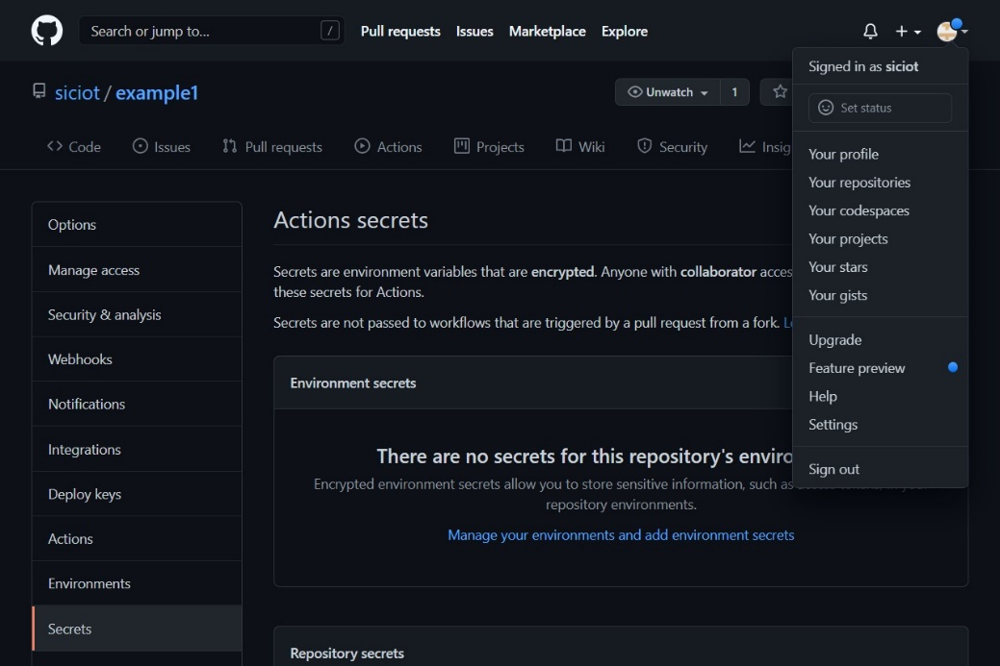 Search or jump to... / Pull requests Issues Marketplace Explore
siciot / example1
Unwatch 1
Code Issues Pull requests Actions Projects Wiki Security Insig
Signed in as siciot
Set status
Your profile
Your repositories
Your codespaces
Your projects
Your stars
Your gists
Upgrade
Feature preview
Help
Settings
Sign out
Options
Manage access
Security & analysis
Webhooks
Notifications
Integrations
Deploy keys
Actions
Environments
Secrets
Actions secrets
Secrets are environment variables that are encrypted. Anyone with collaborator acces
these secrets for Actions.
Secrets are not passed to workflows that are triggered by a pull request from a fork.
Environment secrets
There are no secrets for this repository's enviro
Encrypted environment secrets allow you to store sensitive information, such as
repository environments.
Manage your environments and add environment secrets
Repository secrets